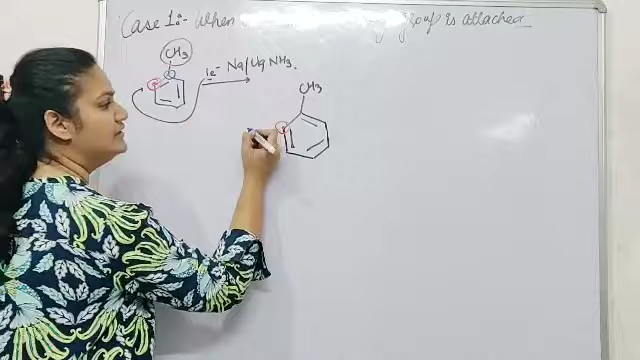 Case 1:- When group is attached
CH3
1e- Na/Liq NH3.
CH3